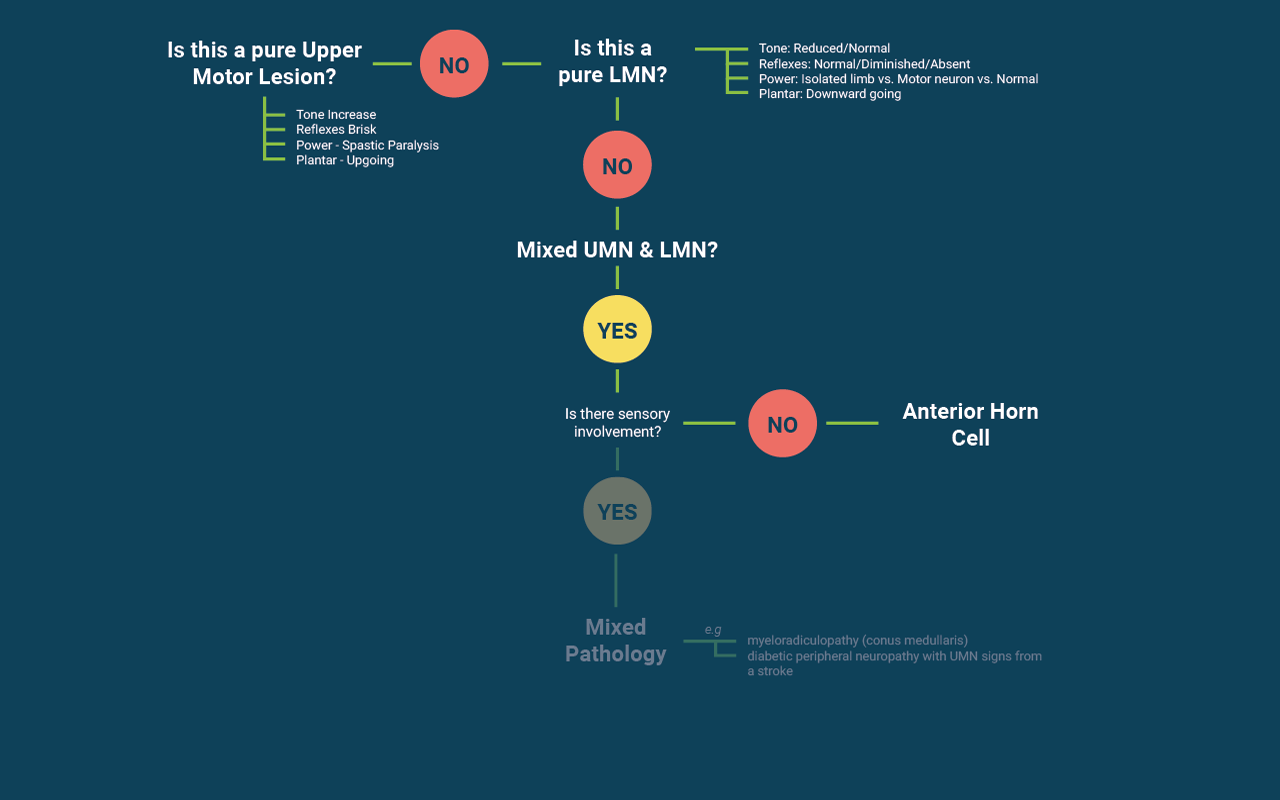 Is this a pure Upper
Motor Lesion?
NO
Is this a
pure LMN?
Tone: Reduced/Normal
Reflexes: Normal/Diminished/Absent
Power: Isolated limb vs. Motor neuron vs. Normal
Plantar: Downward going
Tone Increase
Reflexes Brisk
Power - Spastic Paralysis
Plantar - Upgoing
NO
Mixed UMN & LMN?
YES
Is there sensory
involvement?
NO
Anterior Horn
Cell
YES
Mixed
Pathology
e.g
myeloradiculopathy (conus medullaris)
diabetic peripheral neuropathy with UMN signs from
a stroke